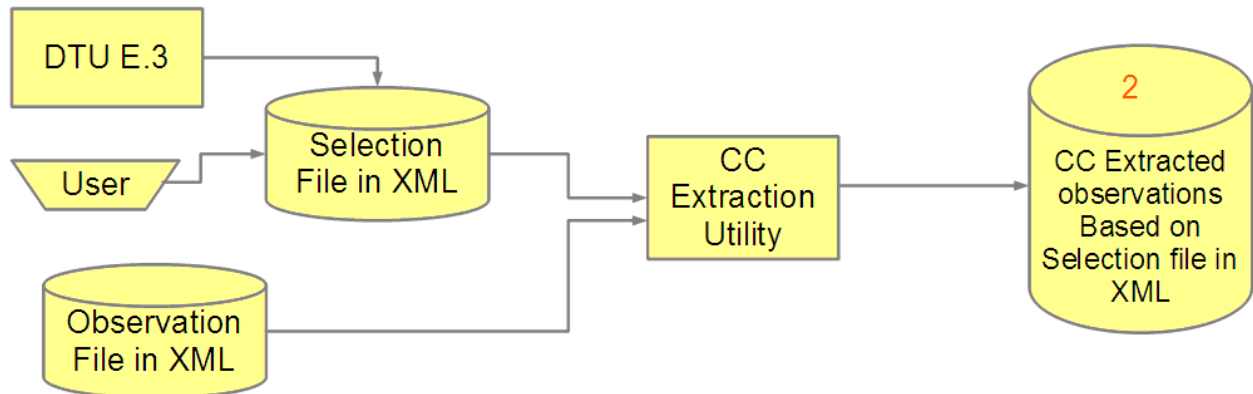 DTU E.3
User
Selection
File in XML
Observation
File in XML
CC
Extraction
Utility
2
CC Extracted
observations
Based on
Selection file in
XML